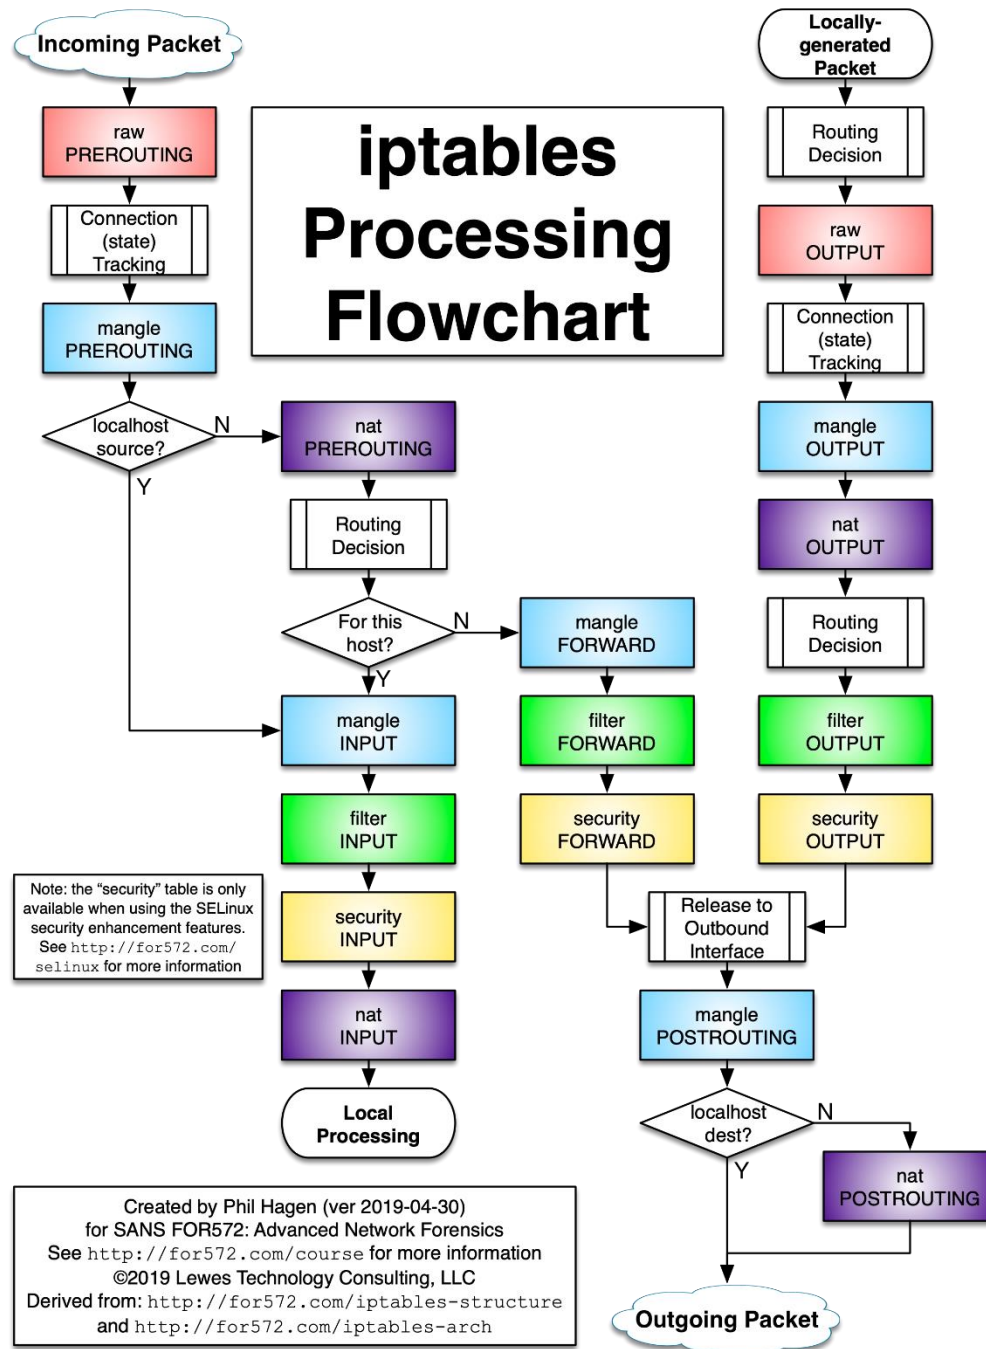 Incoming Packet
raw
PREROUTING
Connection
(state)
Tracking
mangle
PREROUTING
localhost
source?
N
Y
iptables
Processing
Flowchart
nat
PREROUTING
Routing
Decision
For this
host?
N
Y
mangle
INPUT
filter
INPUT
security
INPUT
nat
INPUT
Local
Processing
mangle
FORWARD
filter
FORWARD
security
FORWARD
Locally-
generated
Packet
Routing
Decision
raw
OUTPUT
Connection
(state)
Tracking
mangle
OUTPUT
nat
OUTPUT
Routing
Decision
filter
OUTPUT
security
OUTPUT
Release to
Outbound
Interface
mangle
POSTROUTING
localhost
dest?
N
Y
nat
POSTROUTING
Outgoing Packet
Note: the “security” table is only
available when using the SELinux
security enhancement features.
See http://for572.com/
selinux for more information
Created by Phil Hagen (ver 2019-04-30)
for SANS FOR572: Advanced Network Forensics
See http://for572.com/course for more information
©2019 Lewes Technology Consulting, LLC
Derived from: http://for572.com/iptables-structure
and http://for572.com/iptables-arch